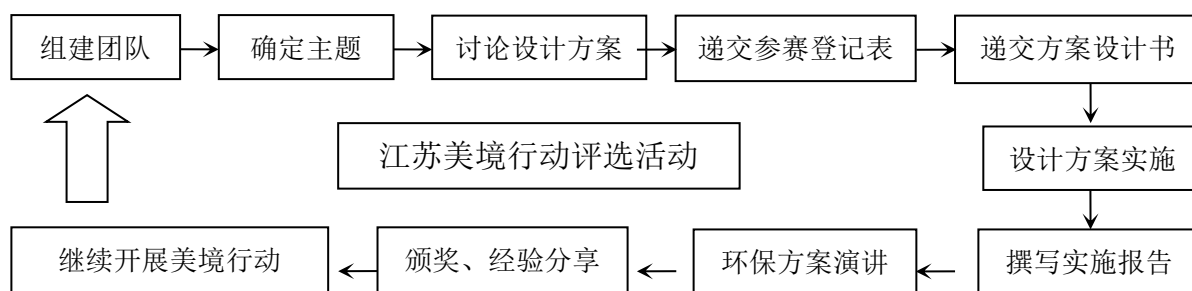 组建团队
确定主题
讨论设计方案
递交参赛登记表
递交方案设计书
江苏美境行动评选活动
设计方案实施
继续开展美境行动
颁奖、经验分享
环保方案演讲
撰写实施报告